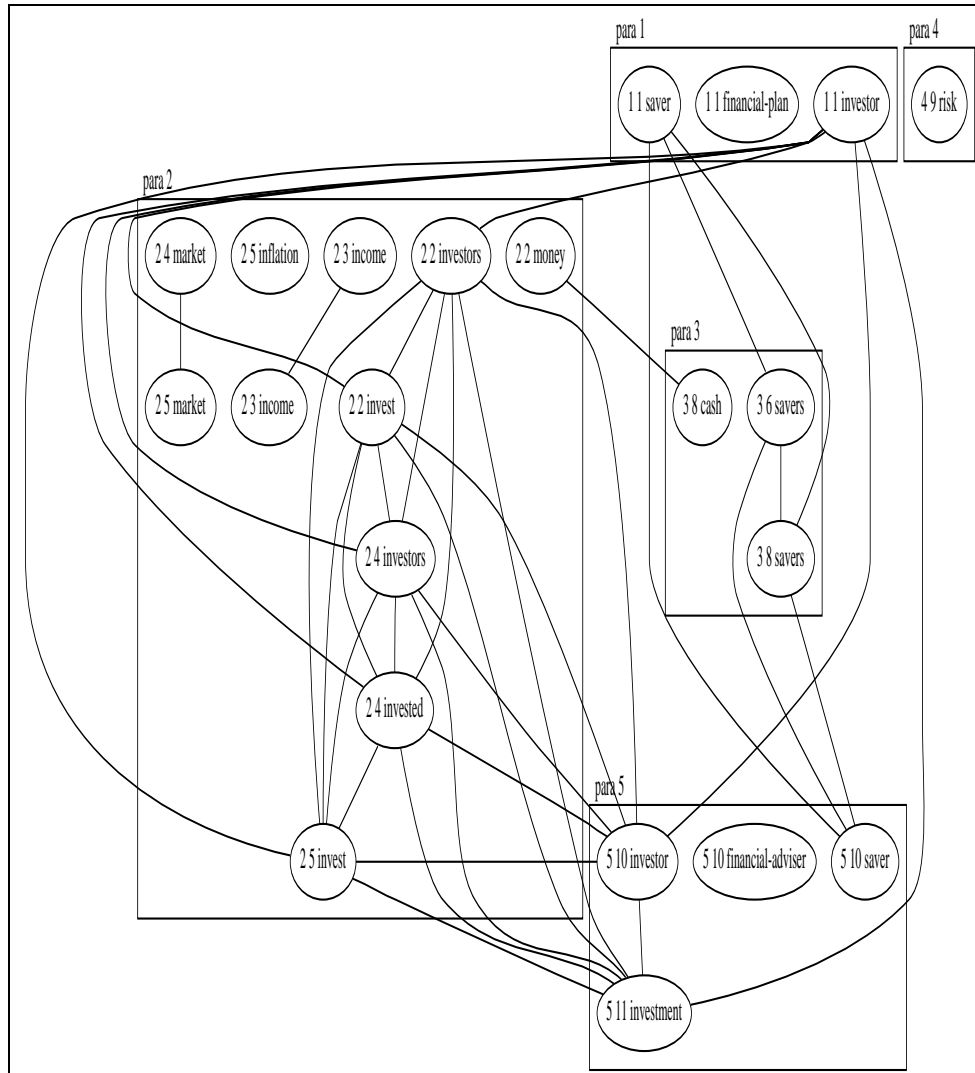 para 1
para 4
1 1 saver
1 1 financial-plan
1 1 investor
4 9 risk
para 2
2 4 market
2 5 inflation
2 3 income
2 2 investors
2 2 money
para 3
2 5 market
2 3 income
2 2 invest
3 8 cash
3 6 savers
2 4 investors
3 8 savers
2 4 invested
para 5
2 5 invest
5 10 investor
5 10 financial-adviser
5 10 saver
5 11 investment